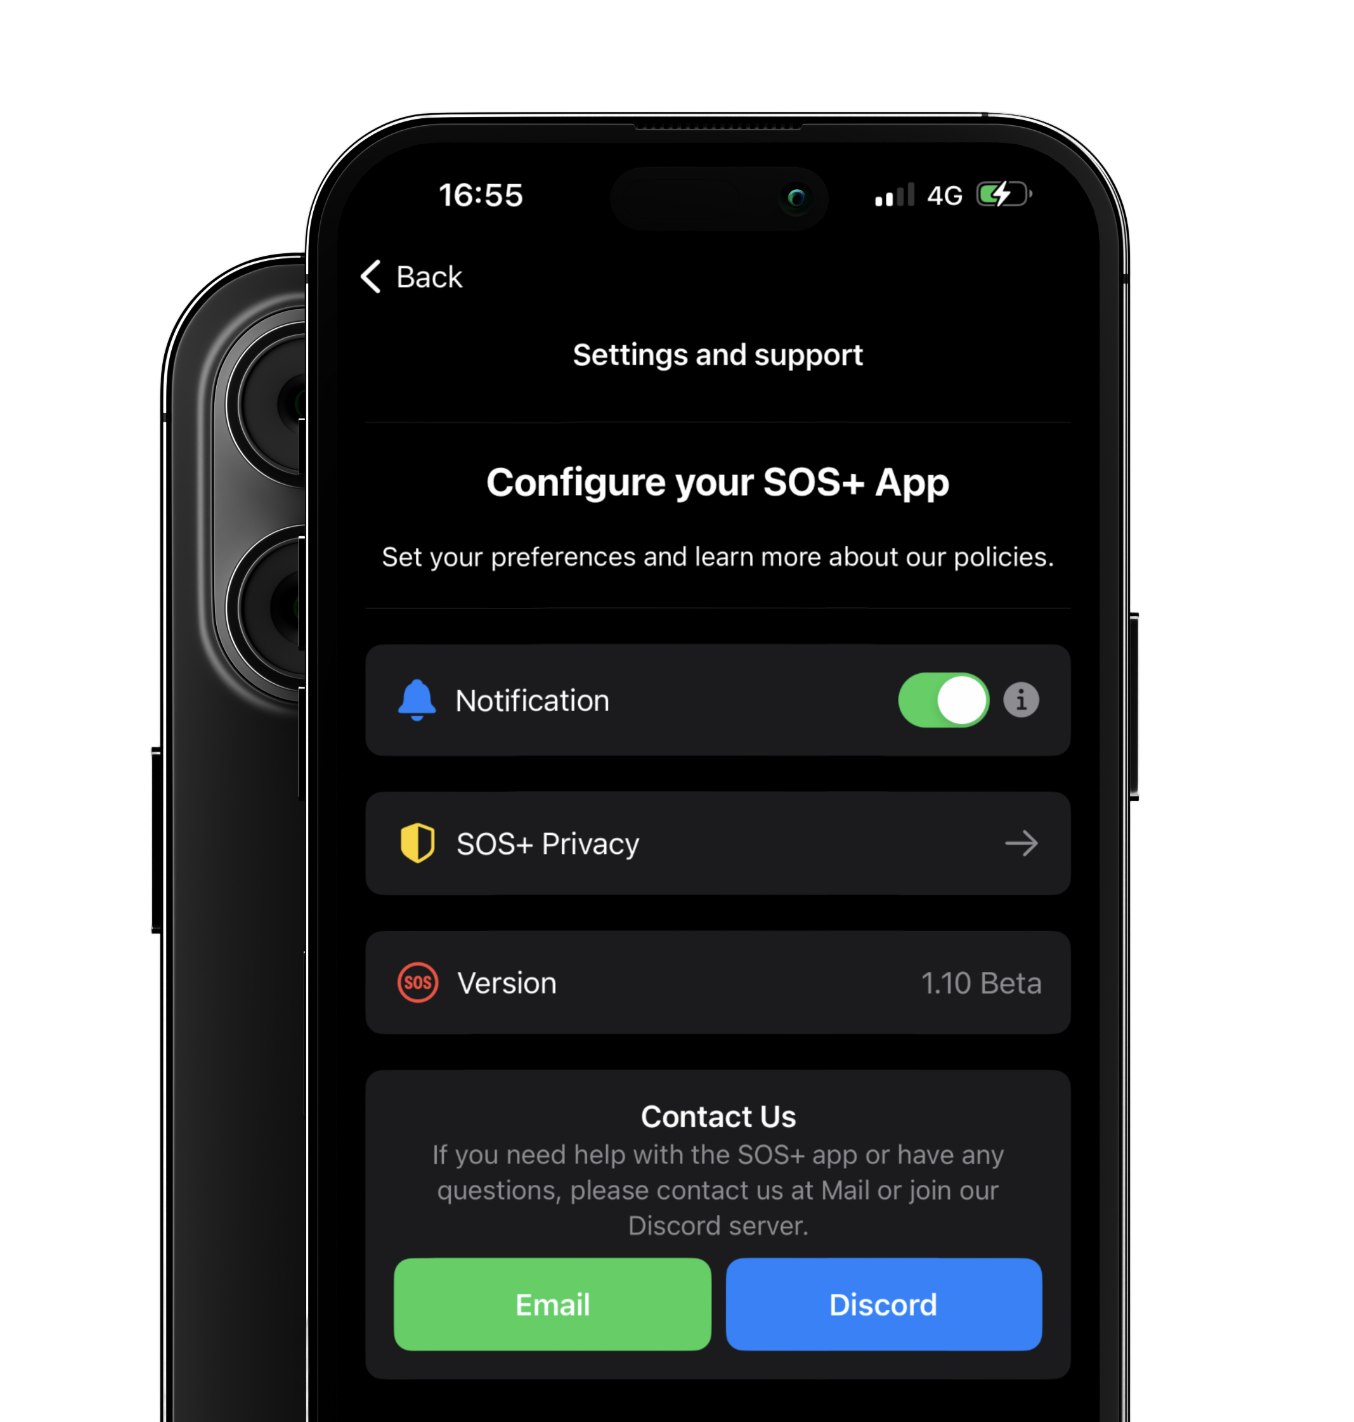 16:55
4G
Back
Settings and support
Configure your SOS+ App
Set your preferences and learn more about our policies.
Notification
SOS+ Privacy
SOS
Version
1.10 Beta
Contact Us
If you need help with the SOS+ app or have any
questions, please contact us at Mail or join our
Discord server.
Email
Discord